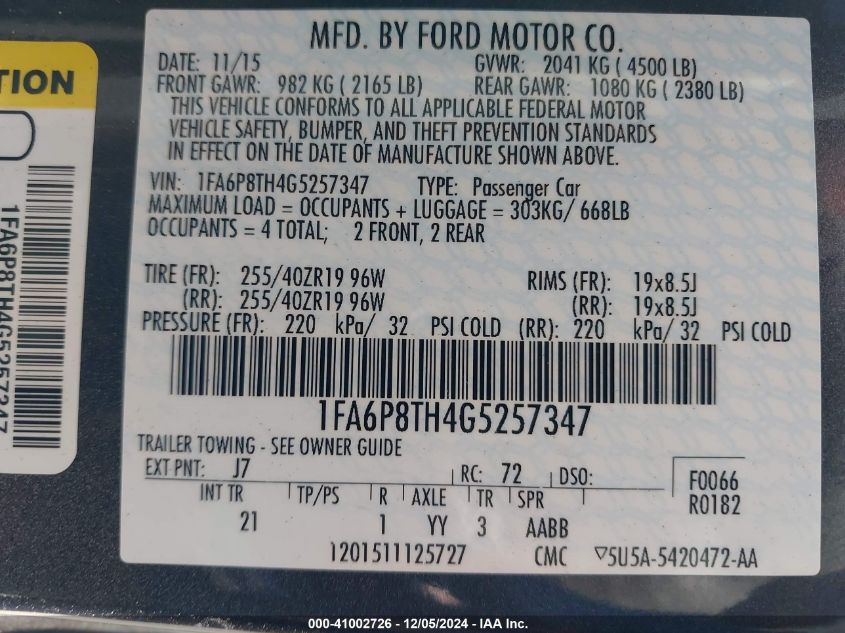 MFD. BY FORD MOTOR CO.
DATE: 11/15 GVWR: 2041 KG ( 4500 LB)
FRONT GAWR: 982 KG ( 2165 LB) REAR GAWR: 1080 KG ( 2380 LB)
THIS VEHICLE CONFORMS TO ALL APPLICABLE FEDERAL MOTOR
VEHICLE SAFETY, BUMPER, AND THEFT PREVENTION STANDARDS
IN EFFECT ON THE DATE OF MANUFACTURE SHOWN ABOVE.
VIN: 1FA6P8TH4G5257347 TYPE: Passenger Car
MAXIMUM LOAD = OCCUPANTS + LUGGAGE = 303KG/ 668LB
OCCUPANTS = 4 TOTAL; 2 FRONT, 2 REAR
TIRE (FR): 255/40ZR19 96W RIMS (FR): 19x8.5J
(RR): 255/40ZR19 96W (RR): 19x8.5J
PRESSURE (FR): 220 kPa/ 32 PSI COLD (RR): 220 kPa/ 32 PSI COLD
1FA6P8TH4G5257347
TRAILER TOWING - SEE OWNER GUIDE
EXT PNT: J7 RC: 72 DSO: F0066
R0182
INT TR TP/PS R AXLE TR SPR
21 1 YY 3 AABB
1201511125727 CMC ▽5U5A-5420472-AA
TION
1FA6P8TH4G5257347
000-41002726 - 12/05/2024 - IAA Inc.